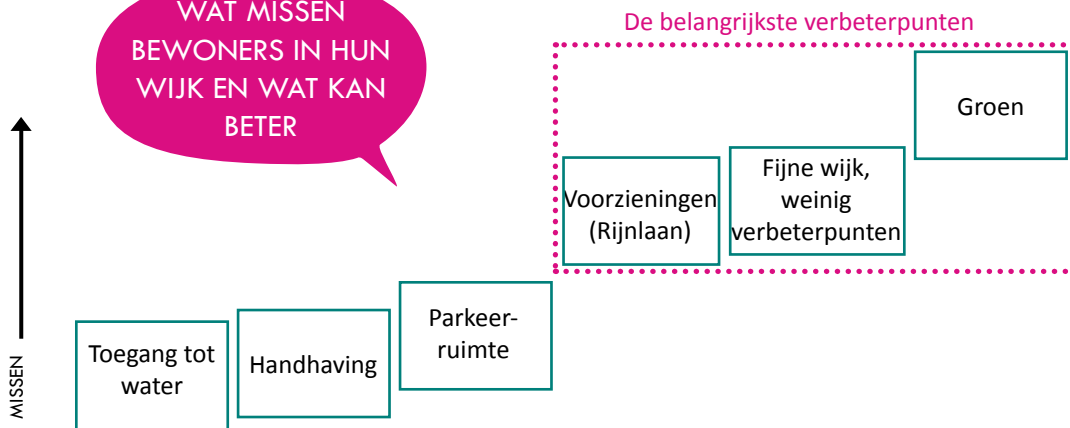 WAT MISSEN
BEWONERS IN HUN
WIJK EN WAT KAN
BETER
De belangrijkste verbeterpunten
Groen
Fijne wijk,
weinig
verbeterpunten
Voorzieningen
(Rijnlaan)
Parkeer-
ruimte
Handhaving
Toegang tot
water
MISSEN